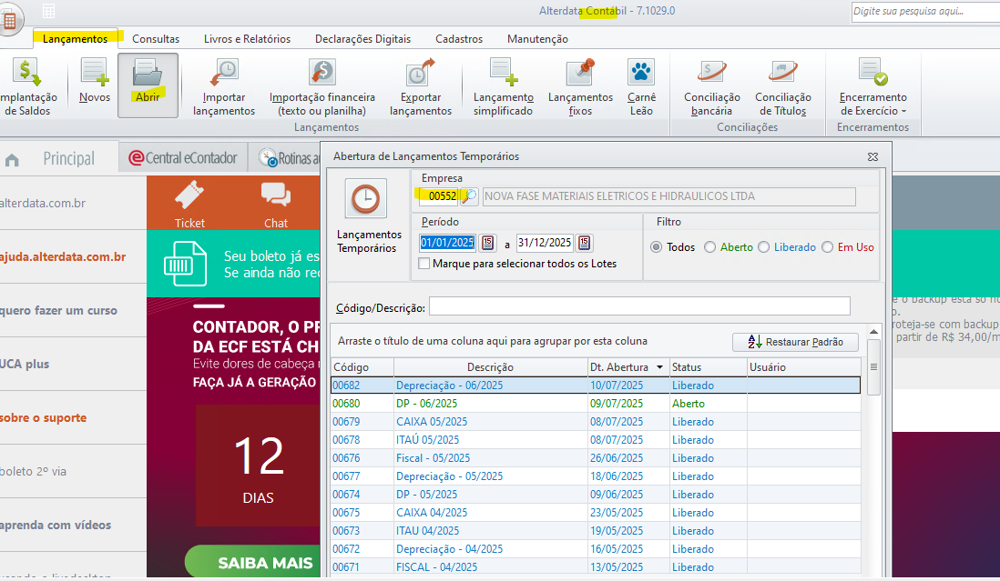 Alterdata Contábil - 7.1029.0
Digite sua pesquisa aqui...
Lançamentos
Consultas
Livros e Relatórios
Declarações Digitais
Cadastros
Manutenção
mplantação
de Saldos
Novos
Abrir
Importar
lançamentos
Importação financeira
(texto ou planilha)
Exportar
lançamentos
Lançamento
simplificado
Lançamentos
fixos
Carnê
Leão
Conciliação
bancária
Conciliação
de Títulos
Encerramento
de Exercício
Lançamentos
Conciliações
Encerramentos
Principal
Central eContador
Rotinas au
alterdata.com.br
ajuda.alterdata.com.br
quero fazer um curso
UCA plus
sobre o suporte
boleto 2º via
aprenda com vídeos
Ticket
Chat
Seu boleto já es
Se ainda não rec
CONTADOR, O PR
DA ECF ESTÁ CH
Evite dores de cabeça r
FAÇA JÁ A GERAÇÃO
12
DIAS
SAIBA MAIS
Abertura de Lançamentos Temporários
Lançamentos
Temporários
Empresa
00552 NOVA FASE MATERIAIS ELETRICOS E HIDRAULICOS LTDA
Período
01/01/2025 a 31/12/2025
Marque para selecionar todos os Lotes
Filtro
Todos Aberto Liberado Em Uso
Código/Descrição:
Arraste o título de uma coluna aqui para agrupar por esta coluna
Restaurar Padrão
Código Descrição Dt. Abertura Status Usuário
00682 Depreciação - 06/2025 10/07/2025 Liberado
00680 DP - 06/2025 09/07/2025 Aberto
00679 CAIXA 05/2025 08/07/2025 Liberado
00678 ITAÚ 05/2025 08/07/2025 Liberado
00676 Fiscal - 05/2025 26/06/2025 Liberado
00677 Depreciação - 05/2025 18/06/2025 Liberado
00674 DP - 05/2025 09/06/2025 Liberado
00675 CAIXA 04/2025 23/05/2025 Liberado
00673 ITAU 04/2025 19/05/2025 Liberado
00672 Depreciação - 04/2025 16/05/2025 Liberado
00671 FISCAL - 04/2025 13/05/2025 Liberado
o backup esta so
o.
roteja-se com backup
partir de R$ 34,00/m